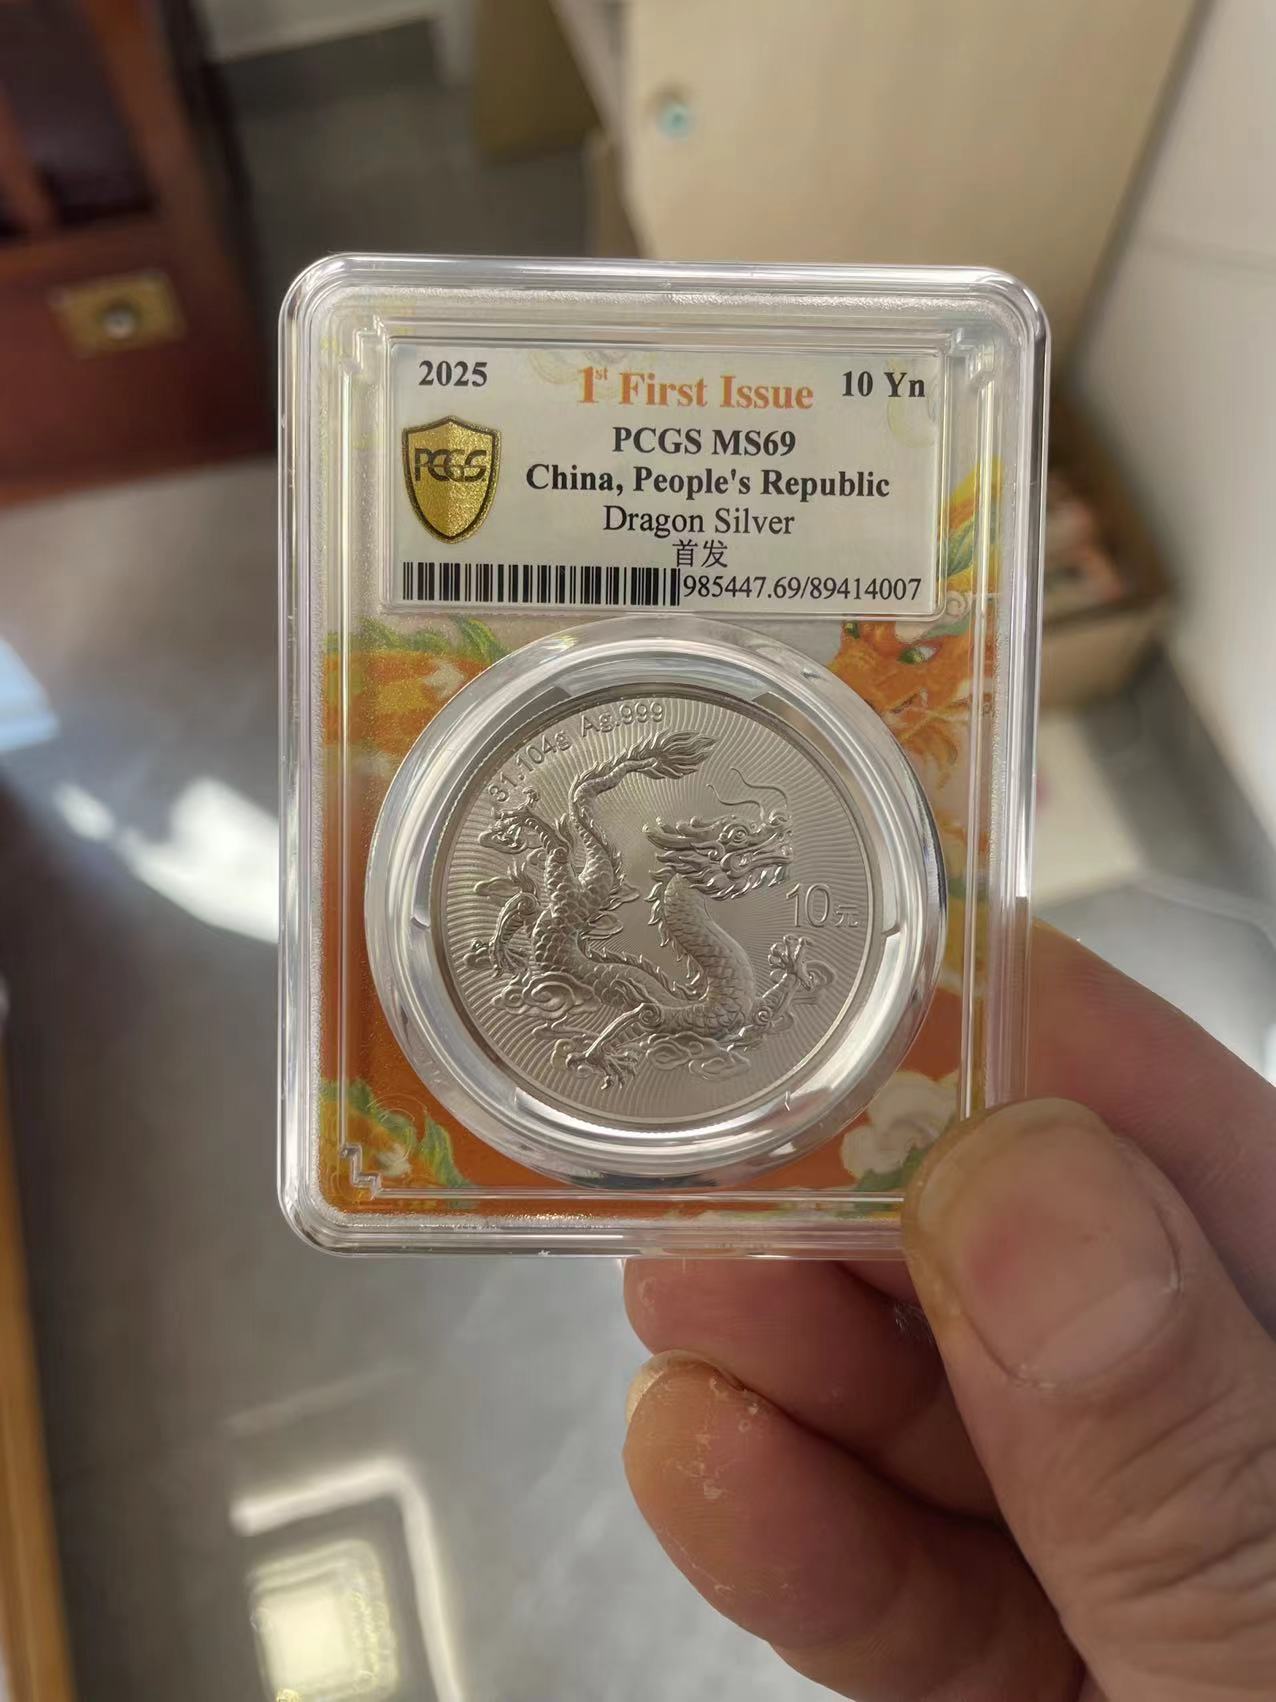 2025 1st First Issue 10 Yn
PCGS
PCGS MS69
China, People's Republic
Dragon Silver
首发
985447.69/89414007
31.104g Ag.999
10元